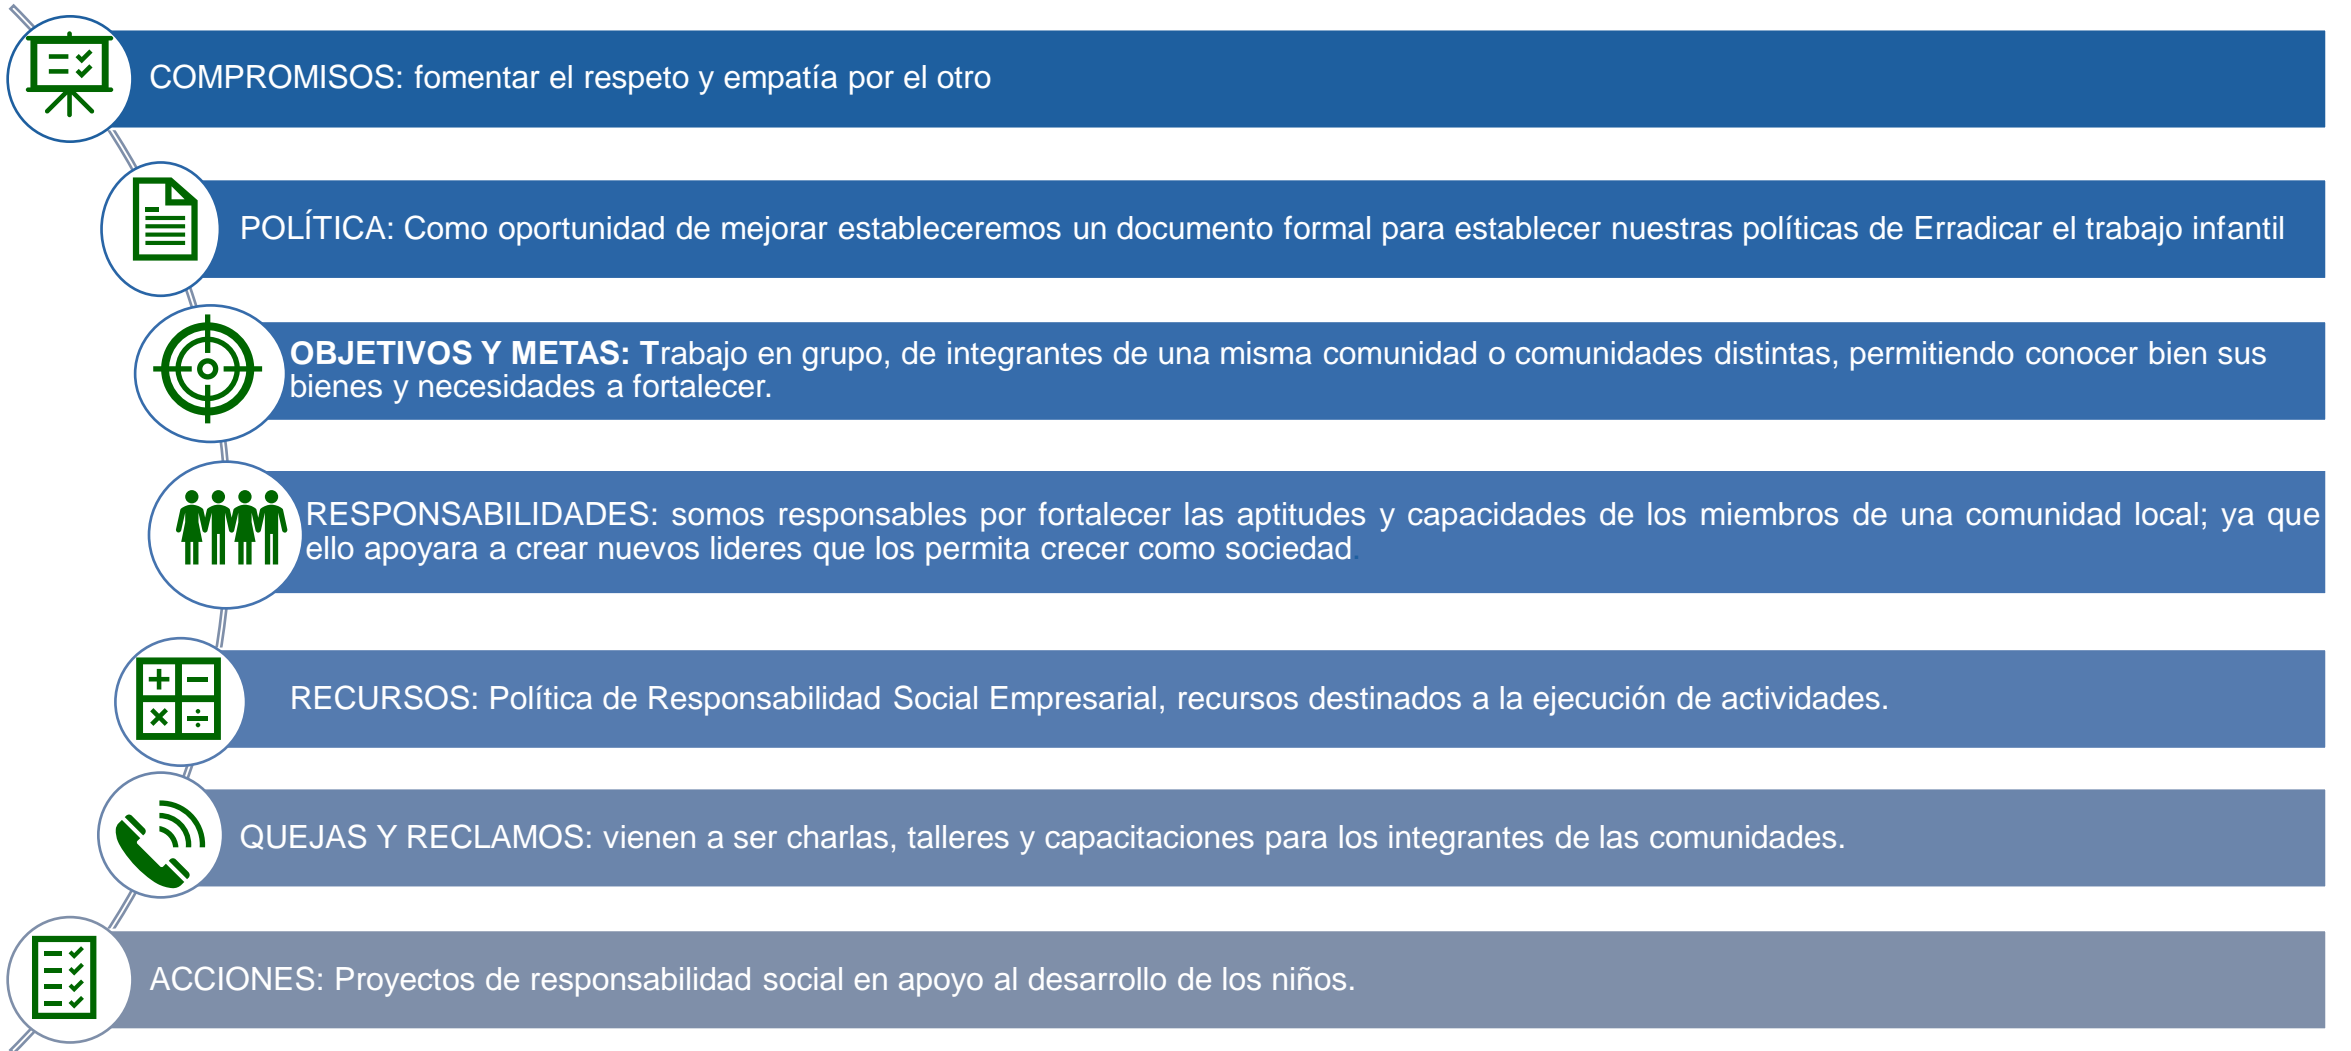 COMPROMISOS: fomentar el respeto y empatía por el otro
POLÍTICA: Como oportunidad de mejorar estableceremos un documento formal para establecer nuestras políticas de Erradicar el trabajo infantil
OBJETIVOS Y METAS: Trabajo en grupo, de integrantes de una misma comunidad o comunidades distintas, permitiendo conocer bien sus
bienes y necesidades a fortalecer.
RESPONSABILIDADES: somos responsables por fortalecer las aptitudes y capacidades de los miembros de una comunidad local; ya que
ello apoyara a crear nuevos lideres que los permita crecer como sociedad.
RECURSOS: Política de Responsabilidad Social Empresarial, recursos destinados a la ejecución de actividades.
QUEJAS Y RECLAMOS: vienen a ser charlas, talleres y capacitaciones para los integrantes de las comunidades.
ACCIONES: Proyectos de responsabilidad social en apoyo al desarrollo de los niños.